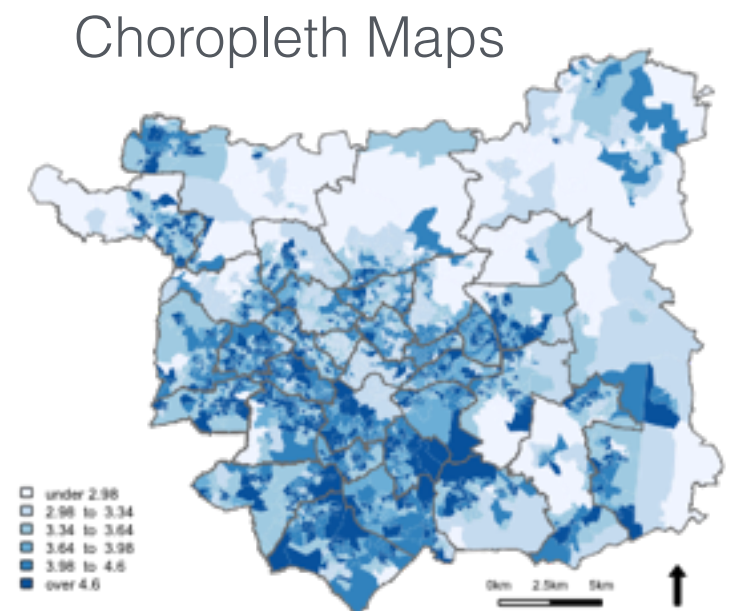 Choropleth Maps
under 2.98
2.98 to 3.34
3.34 to 3.64
3.64 to 3.98
3.98 to 4.6
over 4.6
0km 2.5km 5km